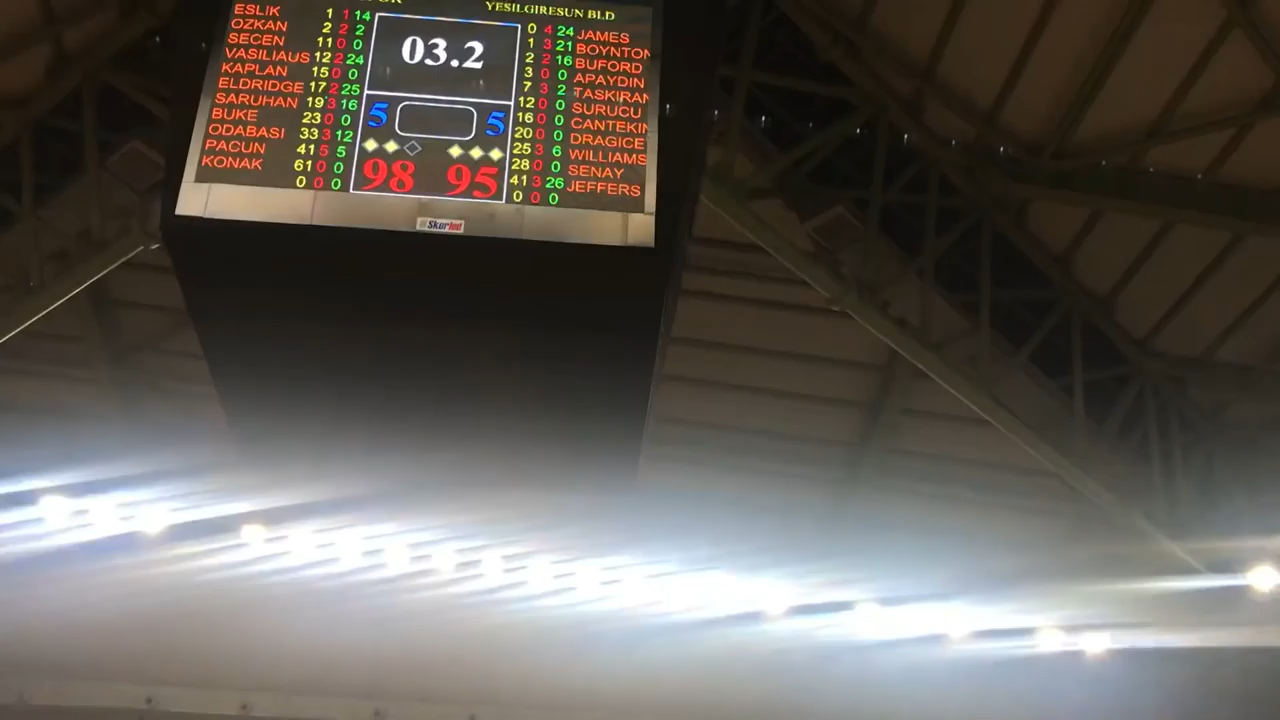 YESILGIRESUN BLD
ESLIK 1 1 14
OZKAN 2 2 2
SECEN 11 0 0
VASILIAUS 12 2 24
KAPLAN 15 0 0
ELDRIDGE 17 2 25
SARUHAN 19 3 16
BUKE 23 0 0
ODABASI 33 3 12
PACUN 41 5 5
KONAK 61 0 0
0 0 0
03.2
5 5
98 95
0 4 24 JAMES
1 3 21 BOYNTON
2 2 16 BUFORD
3 0 0 APAYDIN
7 3 2 TASKIRAN
12 0 0 SURUCU
16 0 0 CANTEKIN
20 0 0 DRAGICE
25 3 6 WILLIAMS
28 0 0 SENAY
41 3 26 JEFFERS
0 0 0
Skorled